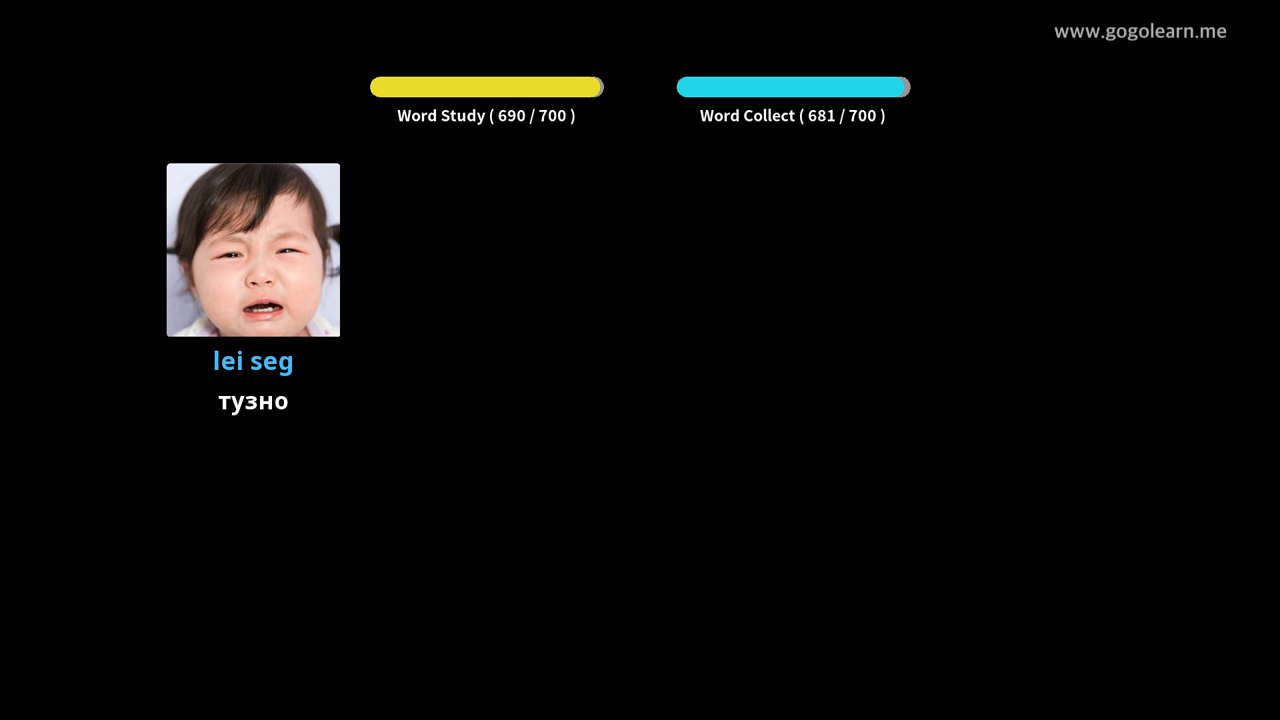 www.gogolearn.me
Word Study ( 690 / 700 )
Word Collect ( 681 / 700 )
lei seg
тузно